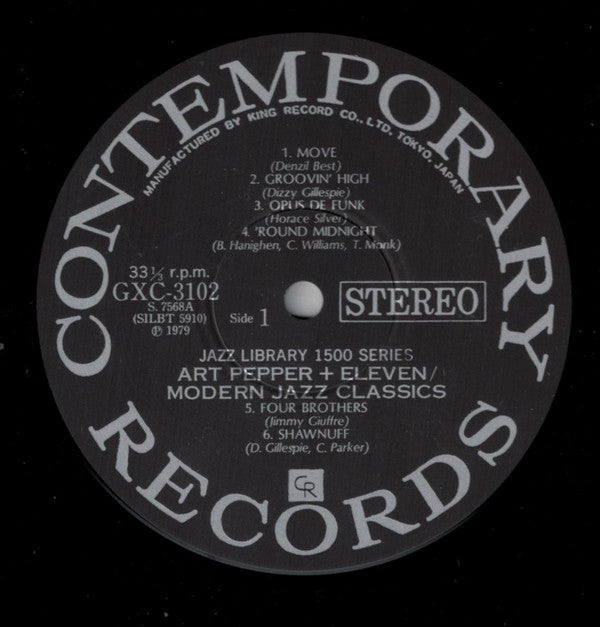 CONTEMPORARY
MANUFACTURED BY KING RECORD CO., LTD. TOKYO, JAPAN
1. MOVE
(Denzil Best)
2. GROOVIN' HIGH
(Dizzy Gillespie)
3. OPUS DE FUNK
(Horace Silver)
4. 'ROUND MIDNIGHT
(B. Hanighen, C. Williams, T. Monk)
33⅓ r.p.m.
GXC-3102
S. 7568A
(SILBT 5910)
℗ 1979
Side 1
STEREO
JAZZ LIBRARY 1500 SERIES
ART PEPPER + ELEVEN/
MODERN JAZZ CLASSICS
5. FOUR BROTHERS
(Jimmy Giuffre)
6. SHAWNUFF
(D. Gillespie, C. Parker)
CR
RECORDS